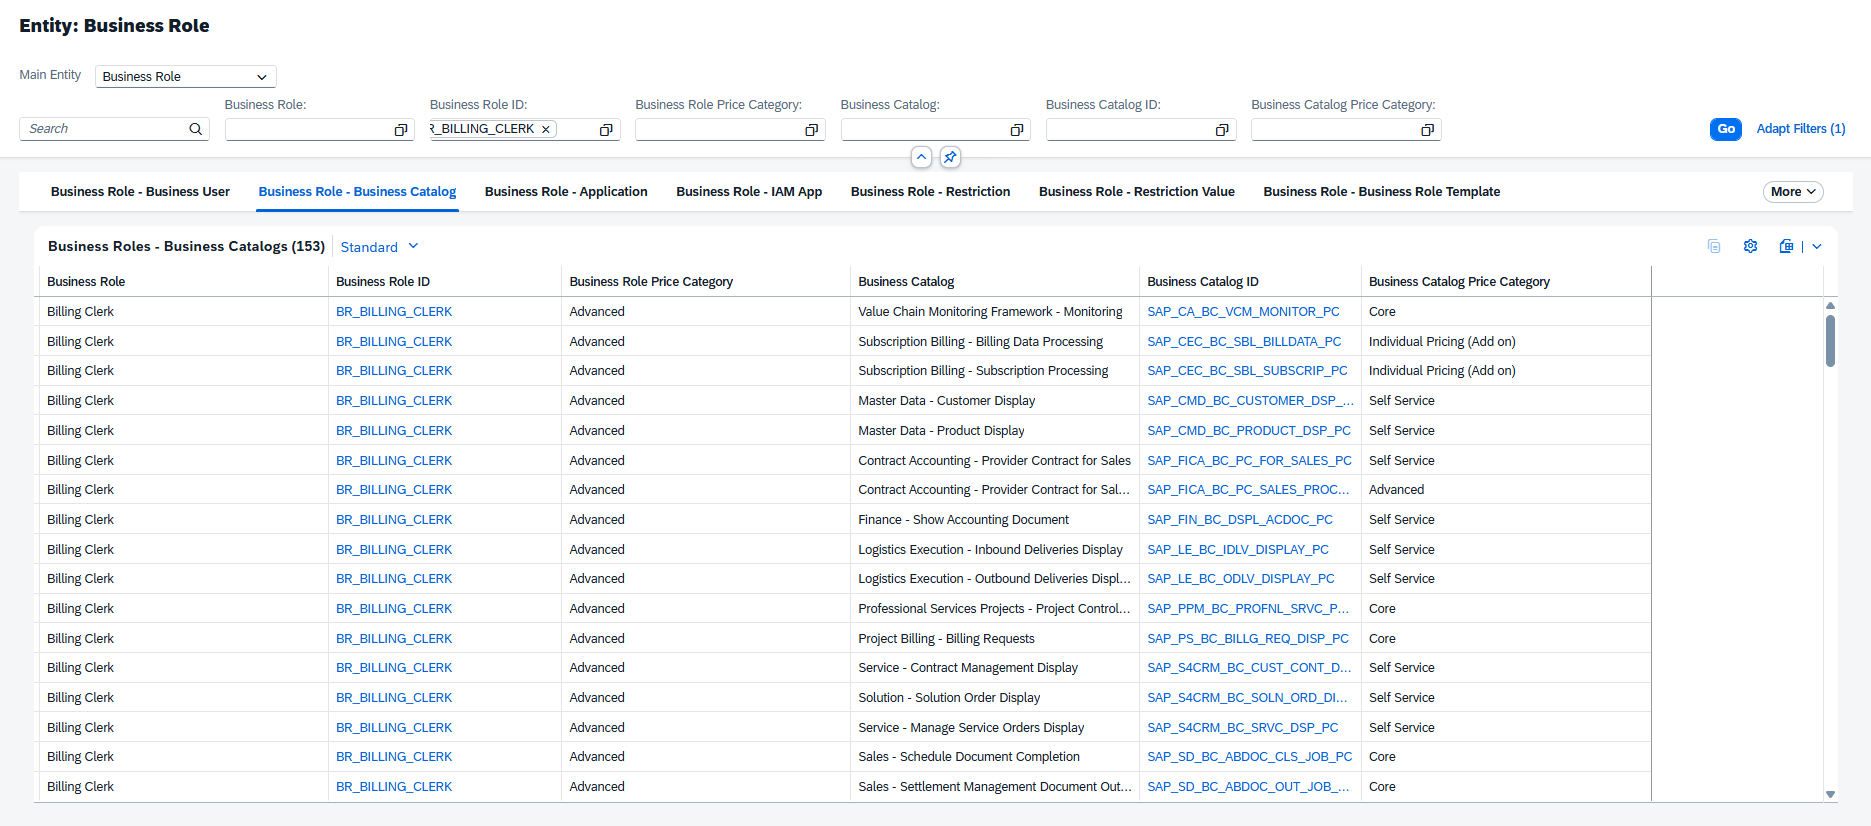 Entity: Business Role
Main Entity
Business Role
Business Role:
Business Role ID:
Business Role Price Category:
Business Catalog:
Business Catalog ID:
Business Catalog Price Category:
Search
R_BILLING_CLERK
Go
Adapt Filters (1)
Business Role - Business User
Business Role - Business Catalog
Business Role - Application
Business Role - IAM App
Business Role - Restriction
Business Role - Restriction Value
Business Role - Business Role Template
More
Business Roles - Business Catalogs (153)
Standard
Business Role Business Role ID Business Role Price Category Business Catalog Business Catalog ID Business Catalog Price Category
Billing Clerk BR_BILLING_CLERK Advanced Value Chain Monitoring Framework - Monitoring SAP_CA_BC_VCM_MONITOR_PC Core
Billing Clerk BR_BILLING_CLERK Advanced Subscription Billing - Billing Data Processing SAP_CEC_BC_SBL_BILLDATA_PC Individual Pricing (Add on)
Billing Clerk BR_BILLING_CLERK Advanced Subscription Billing - Subscription Processing SAP_CEC_BC_SBL_SUBSCRIP_PC Individual Pricing (Add on)
Billing Clerk BR_BILLING_CLERK Advanced Master Data - Customer Display SAP_CMD_BC_CUSTOMER_DSP_... Self Service
Billing Clerk BR_BILLING_CLERK Advanced Master Data - Product Display SAP_CMD_BC_PRODUCT_DSP_PC Self Service
Billing Clerk BR_BILLING_CLERK Advanced Contract Accounting - Provider Contract for Sales SAP_FICA_BC_PC_FOR_SALES_PC Self Service
Billing Clerk BR_BILLING_CLERK Advanced Contract Accounting - Provider Contract for Sal... SAP_FICA_BC_PC_SALES_PROC... Advanced
Billing Clerk BR_BILLING_CLERK Advanced Finance - Show Accounting Document SAP_FIN_BC_DSPL_ACDOC_PC Self Service
Billing Clerk BR_BILLING_CLERK Advanced Logistics Execution - Inbound Deliveries Display SAP_LE_BC_IDLV_DISPLAY_PC Self Service
Billing Clerk BR_BILLING_CLERK Advanced Logistics Execution - Outbound Deliveries Displ... SAP_LE_BC_ODLV_DISPLAY_PC Self Service
Billing Clerk BR_BILLING_CLERK Advanced Professional Services Projects - Project Control... SAP_PPM_BC_PROFNL_SRVC_P... Core
Billing Clerk BR_BILLING_CLERK Advanced Project Billing - Billing Requests SAP_PS_BC_BILLG_REQ_DISP_PC Core
Billing Clerk BR_BILLING_CLERK Advanced Service - Contract Management Display SAP_S4CRM_BC_CUST_CONT_D... Self Service
Billing Clerk BR_BILLING_CLERK Advanced Solution - Solution Order Display SAP_S4CRM_BC_SOLN_ORD_DI... Self Service
Billing Clerk BR_BILLING_CLERK Advanced Service - Manage Service Orders Display SAP_S4CRM_BC_SRVC_DSP_PC Self Service
Billing Clerk BR_BILLING_CLERK Advanced Sales - Schedule Document Completion SAP_SD_BC_ABDOC_CLS_JOB_PC Core
Billing Clerk BR_BILLING_CLERK Advanced Sales - Settlement Management Document Out... SAP_SD_BC_ABDOC_OUT_JOB_... Core